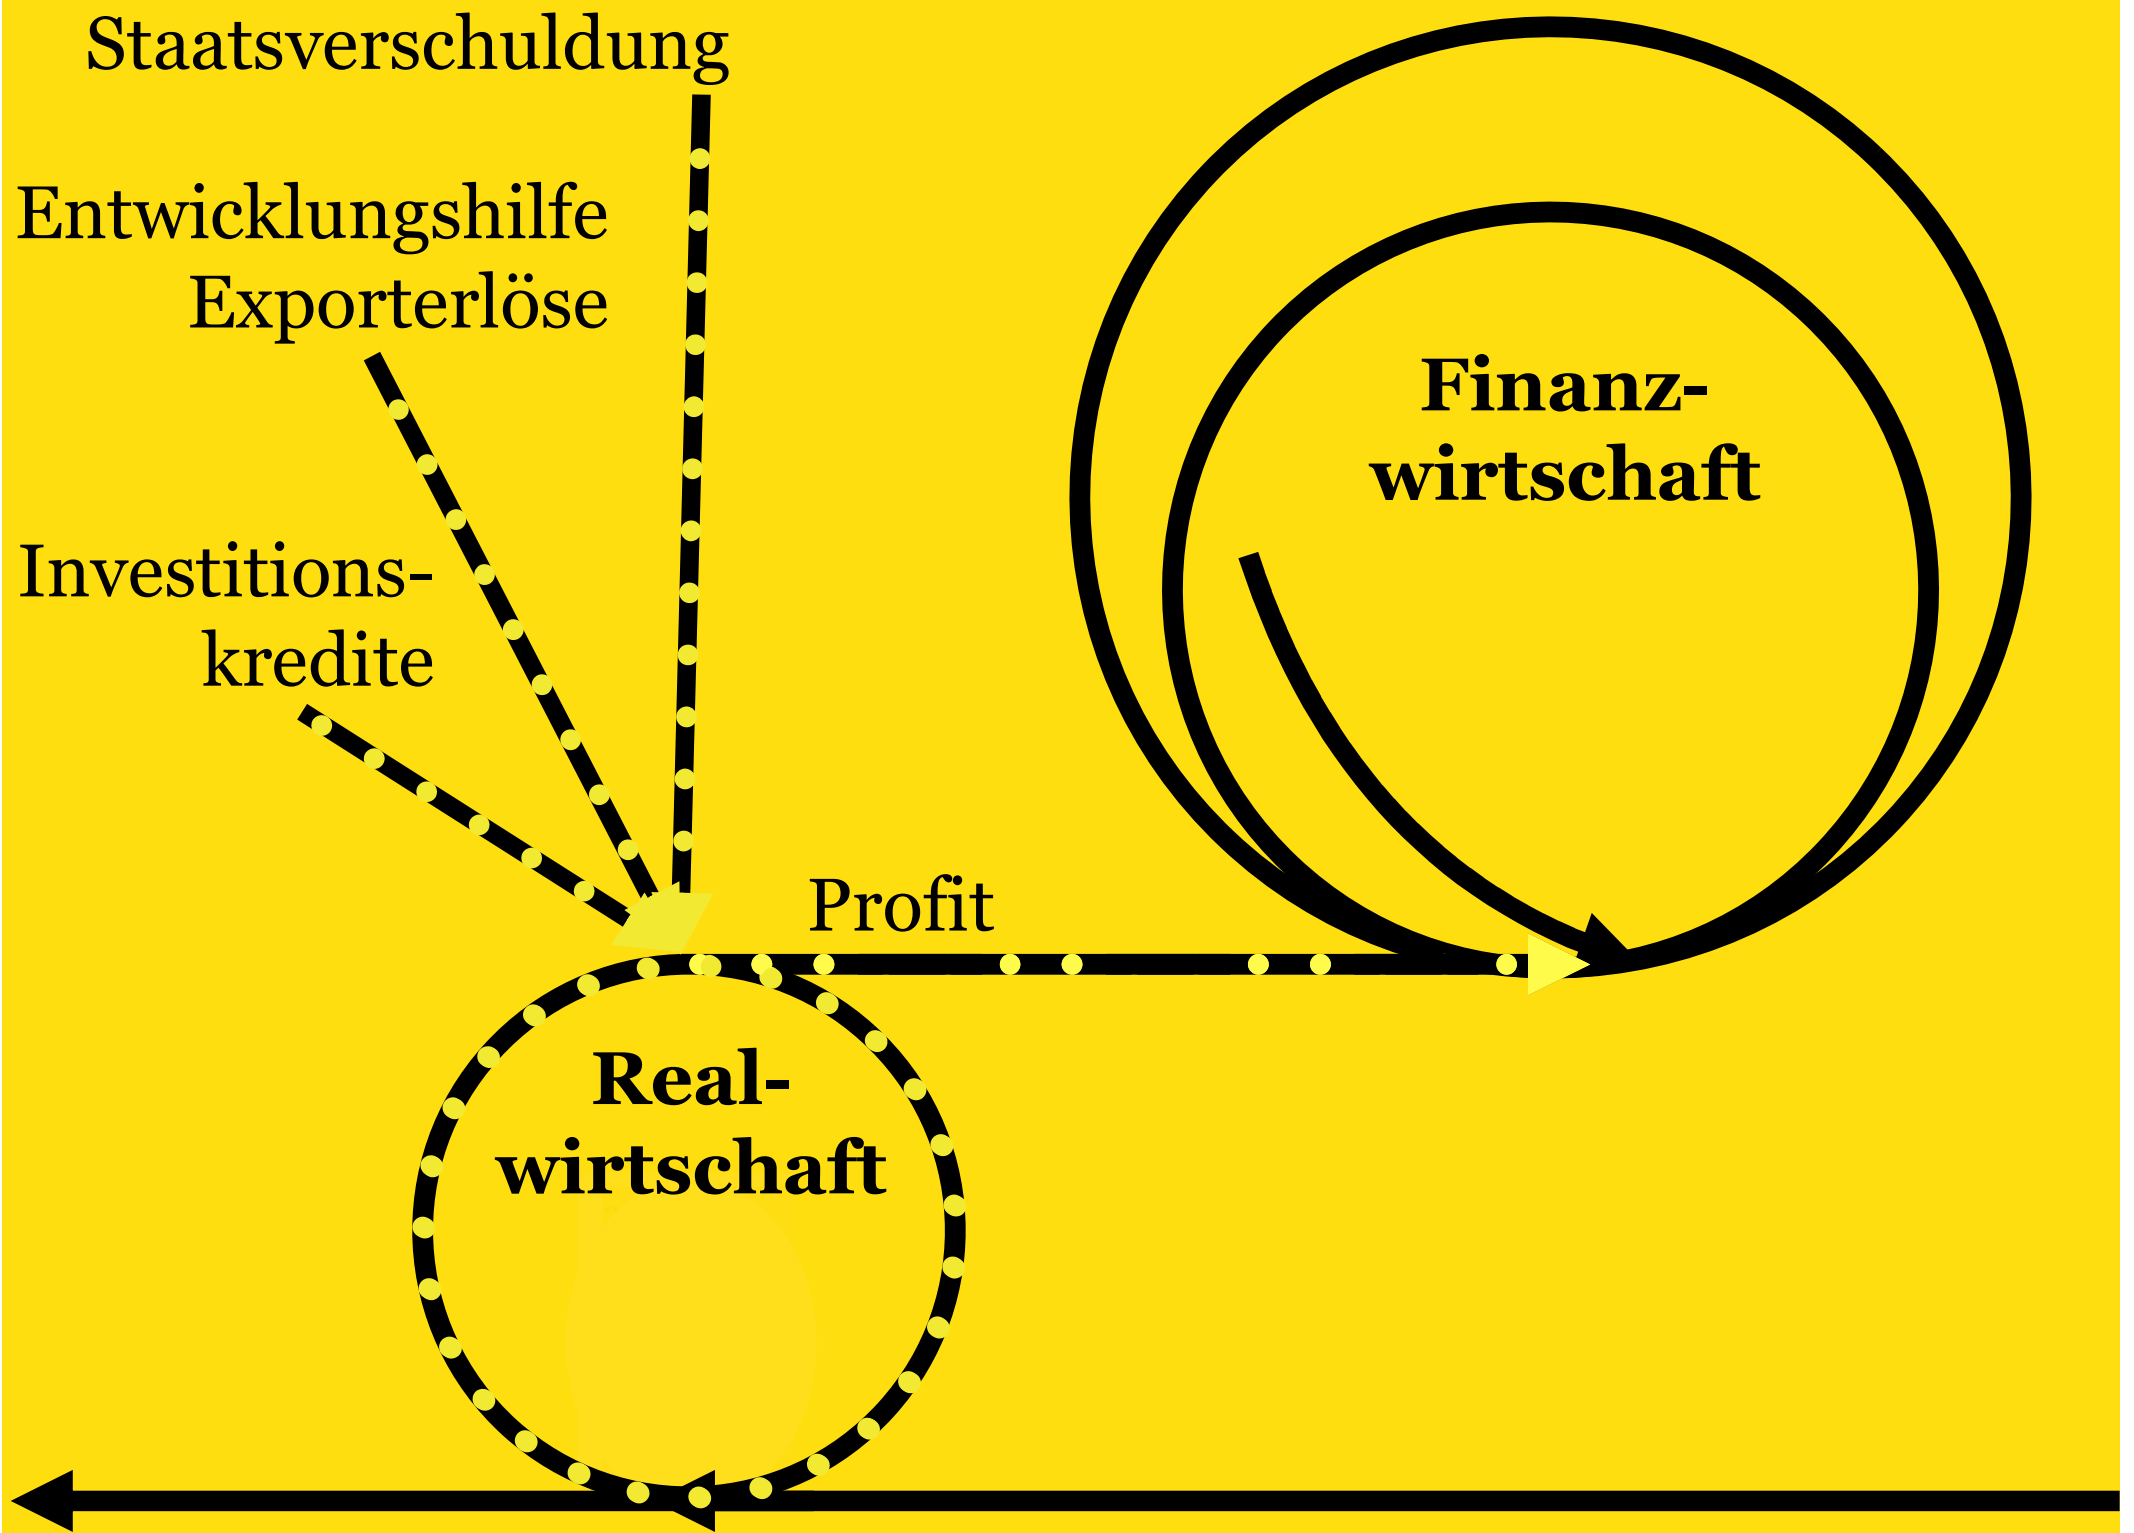 Staatsverschuldung
Entwicklungshilfe
Exporterlöse
Investitions-
kredite
Finanz-
wirtschaft
Profit
Real-
wirtschaft